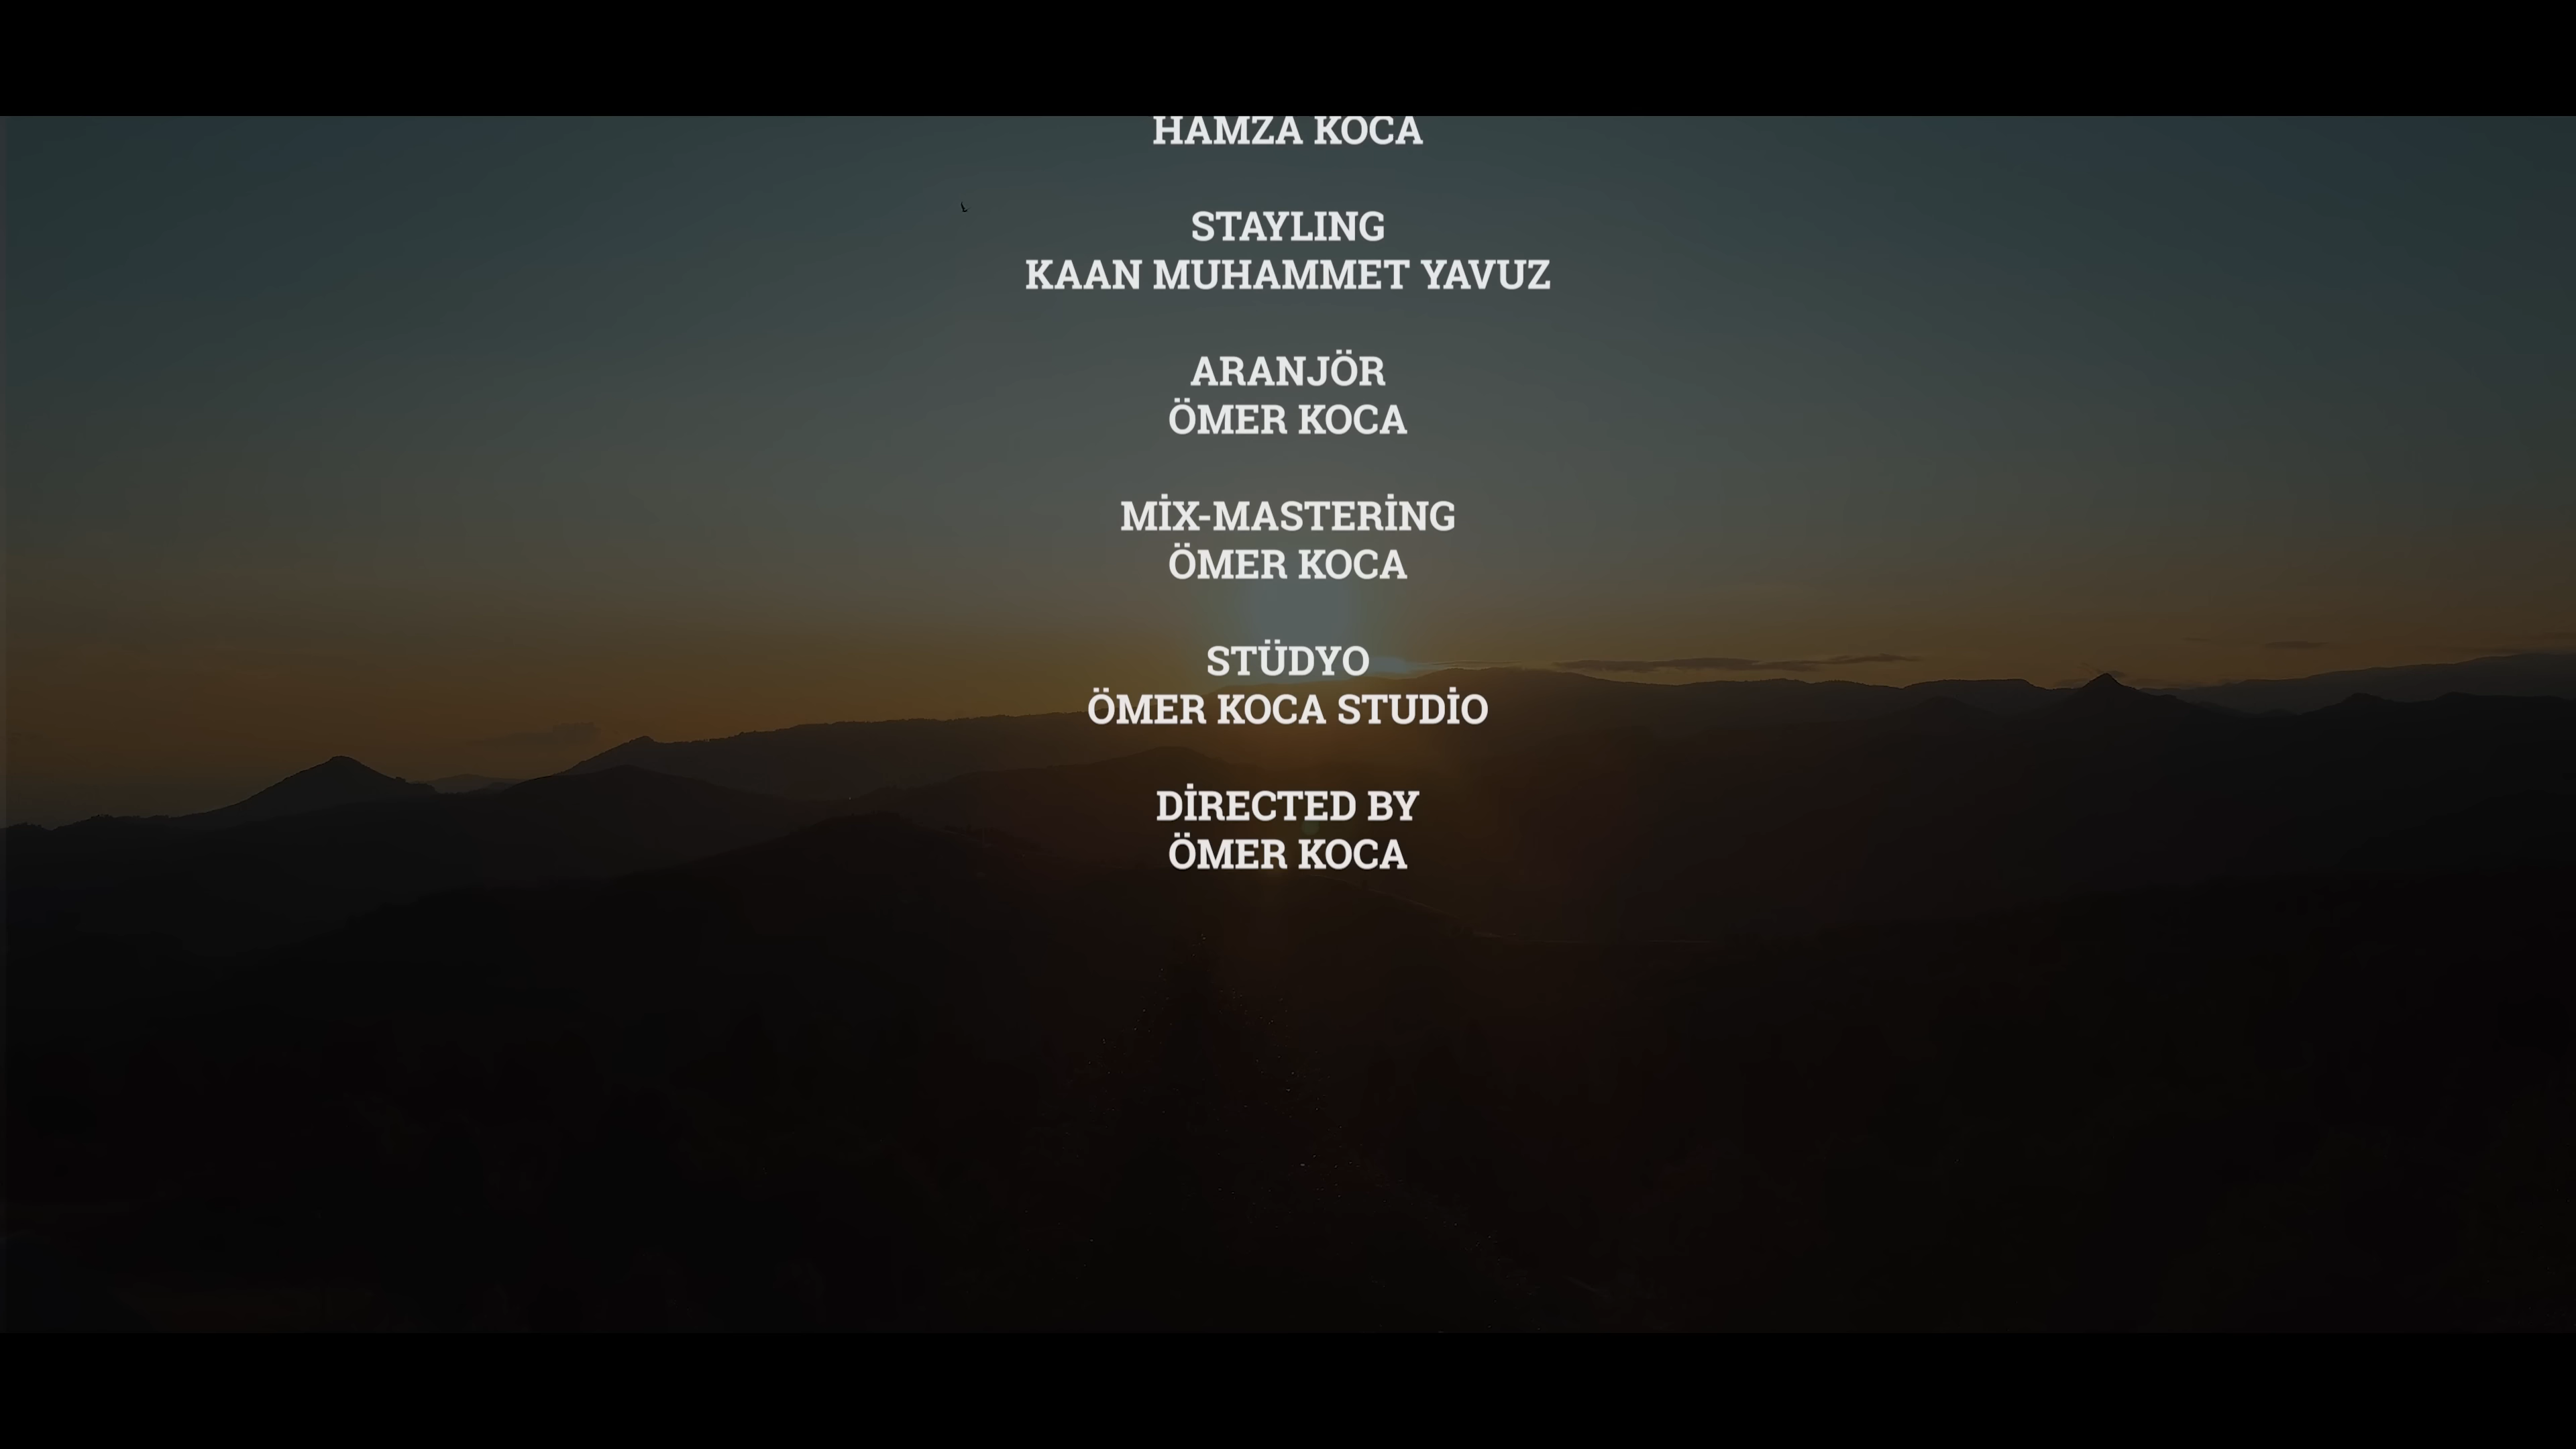 HAMZA KOCA
STAYLING
KAAN MUHAMMET YAVUZ
ARANJÖR
ÖMER KOCA
MİX-MASTERİNG
ÖMER KOCA
STÜDYO
ÖMER KOCA STUDİO
DİRECTED BY
ÖMER KOCA